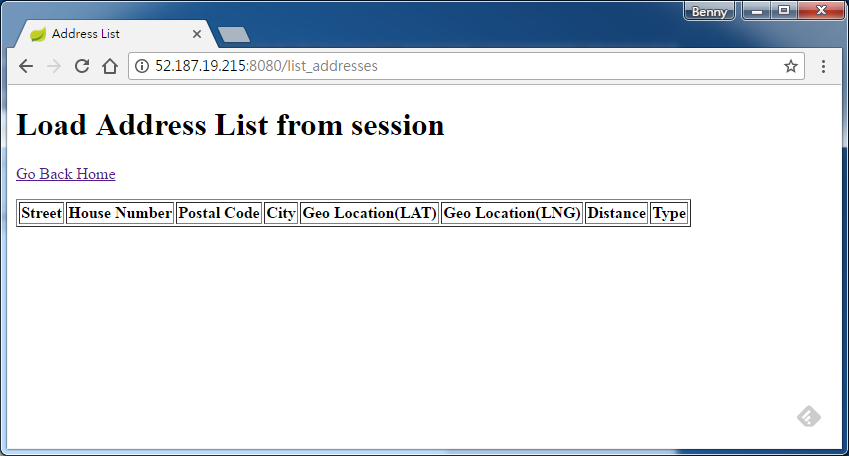 Benny
Address List
52.187.19.215:8080/list_addresses
Load Address List from session
Go Back Home
Street House Number Postal Code City Geo Location(LAT) Geo Location(LNG) Distance Type